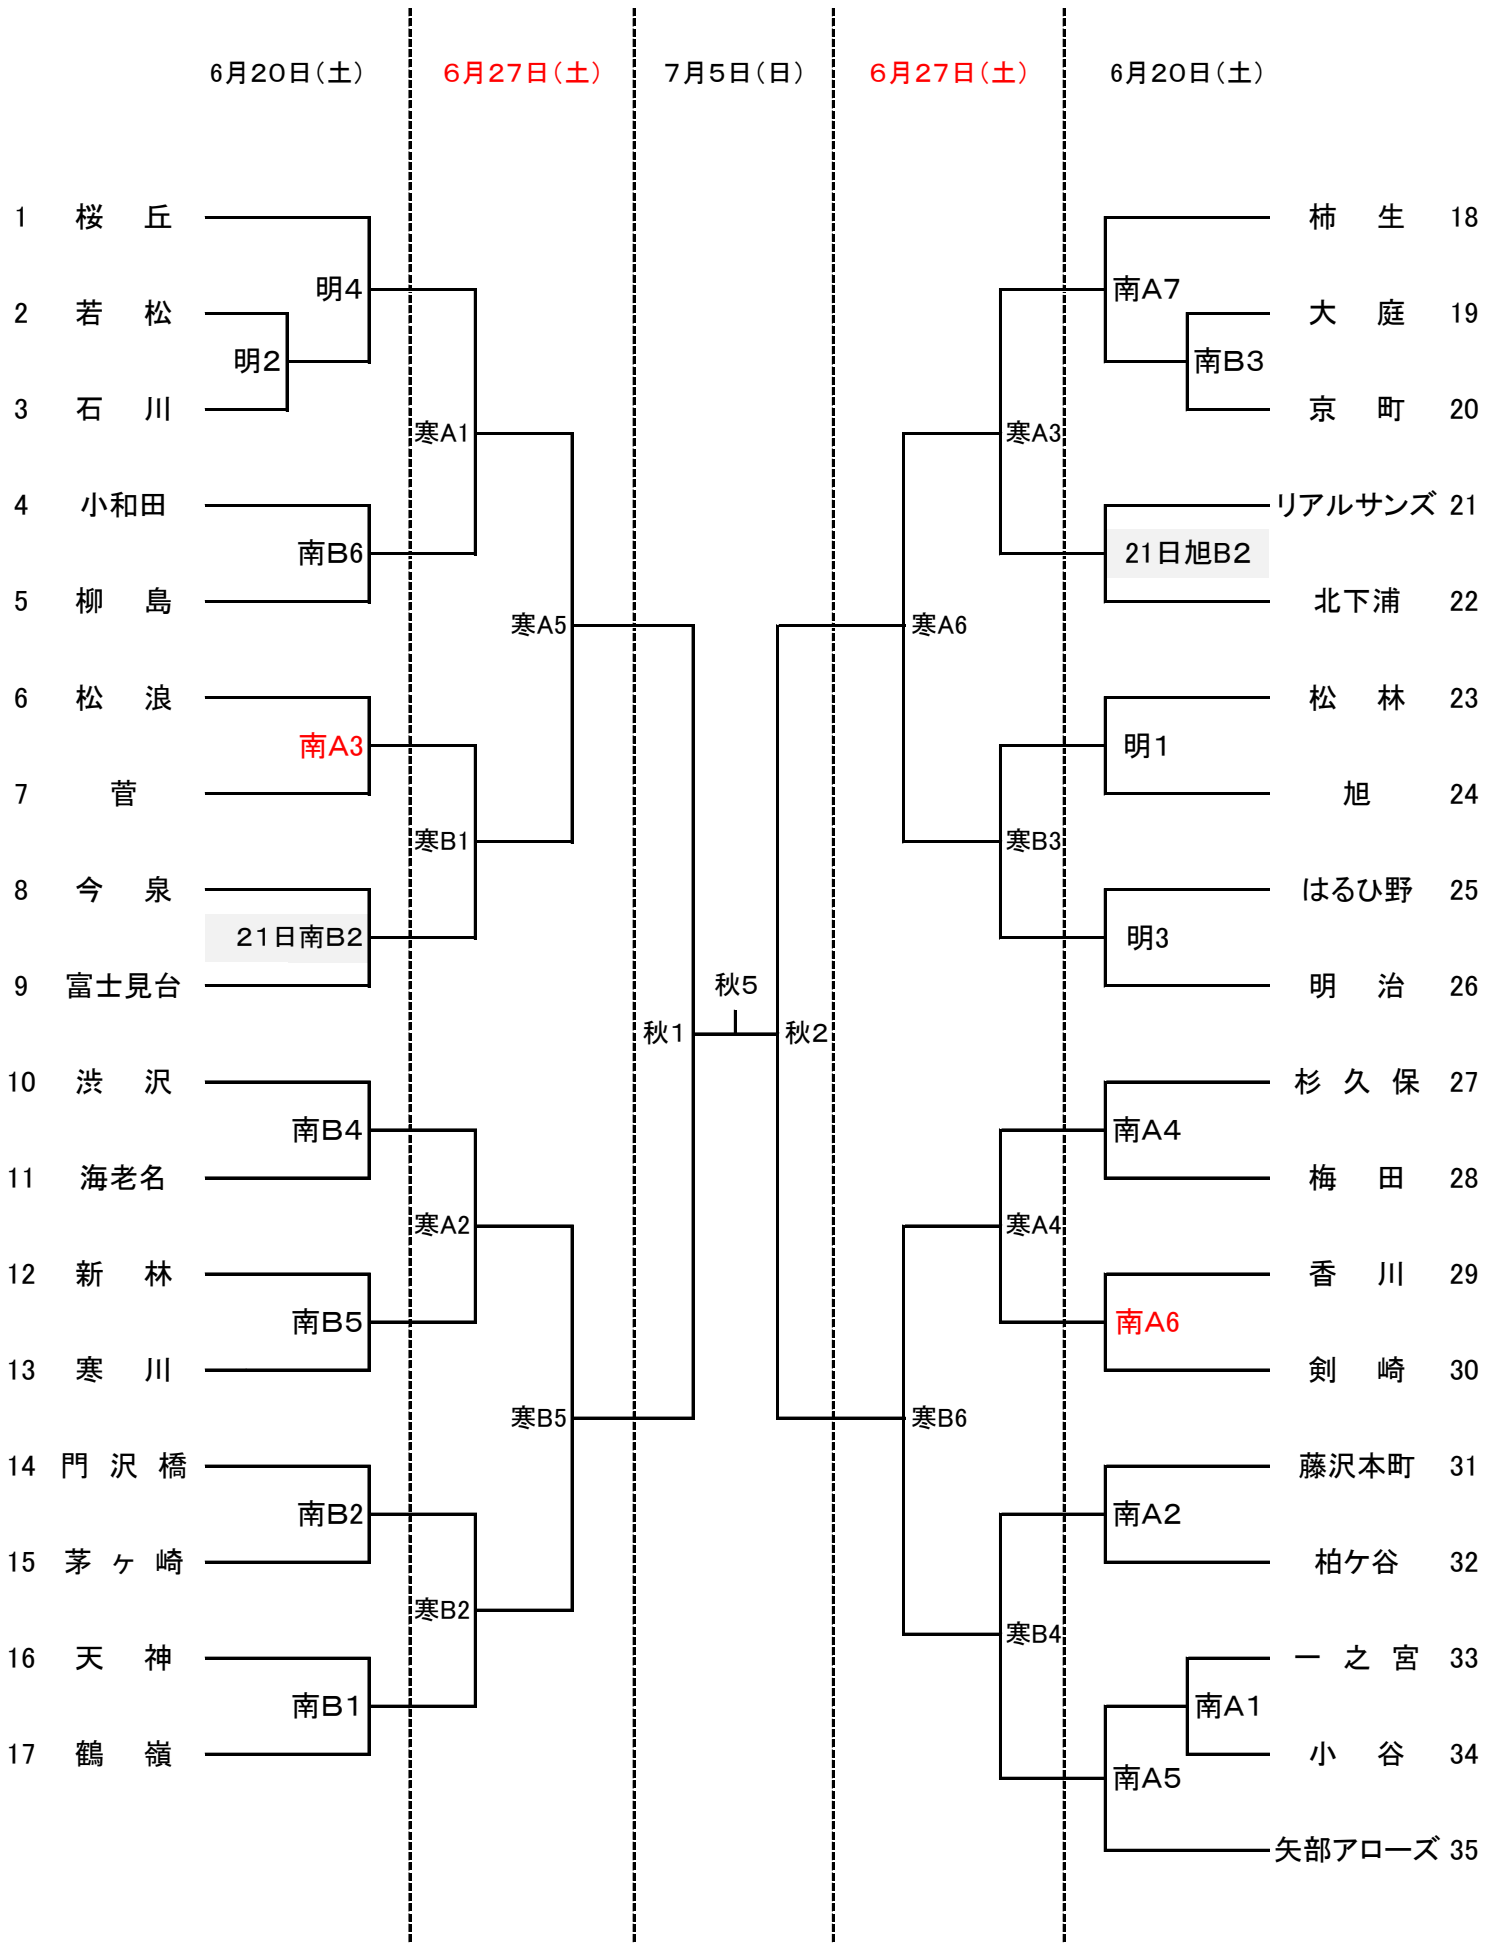 6月20日(土) 6月27日(土) 7月5日(日) 6月27日(土) 6月20日(土)
1 桜 丘
明4
2 若 松
明2
3 石 川
寒A1
4 小和田
南B6
5 柳 島
寒A5
6 松 浪
南A3
7 菅
寒B1
8 今 泉
21日南B2
9 富士見台
秋1
10 渋 沢
南B4
11 海老名
寒A2
12 新 林
南B5
13 寒 川
寒B5
14 門 沢 橋
南B2
15 茅 ヶ 崎
寒B2
16 天 神
南B1
17 鶴 嶺
秋5
柿 生 18
南A7
大 庭 19
南B3
京 町 20
寒A3
リアルサンズ 21
21日旭B2
北下浦 22
寒A6
松 林 23
明1
旭 24
寒B3
はるひ野 25
明3
明 治 26
秋2
杉 久 保 27
南A4
梅 田 28
寒A4
香 川 29
南A6
剣 崎 30
寒B6
藤沢本町 31
南A2
柏ケ谷 32
寒B4
一 之 宮 33
南A1
小 谷 34
南A5
矢部アローズ 35